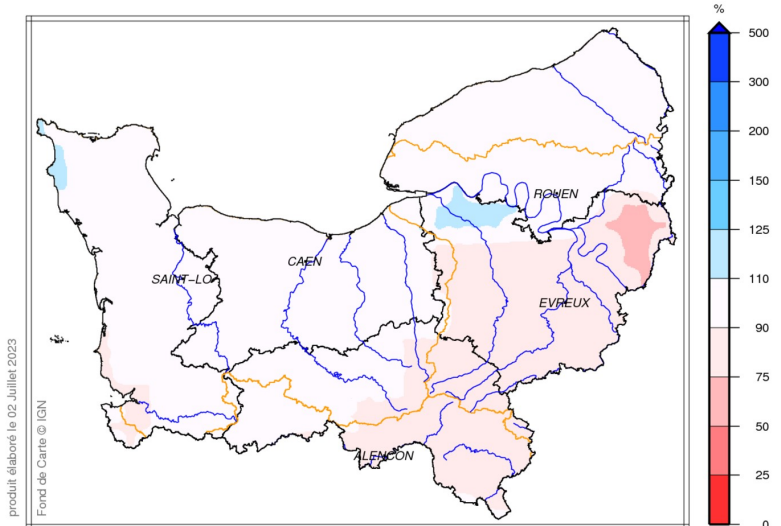 %
500
300
200
150
125
110
90
75
50
25
0
ROUEN
CAEN
SAINT-LO
EVREUX
ALENCON
produit élaboré le 02 Juillet 2023
Fond de Carte © IGN